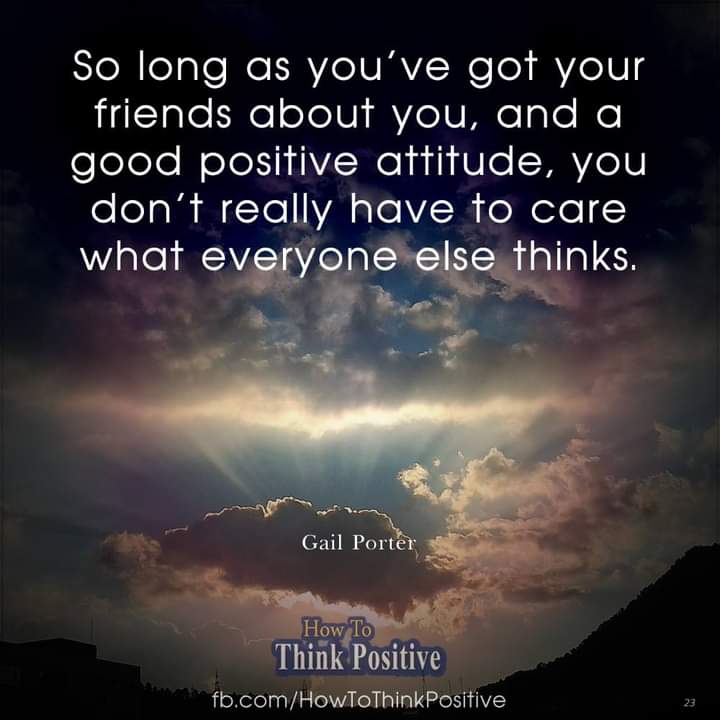 So long as you’ve got your
friends about you, and a
good positive attitude, you
don’t really have to care
what everyone else thinks.
Gail Porter
How To
Think Positive
fb.com/HowToThinkPositive
23